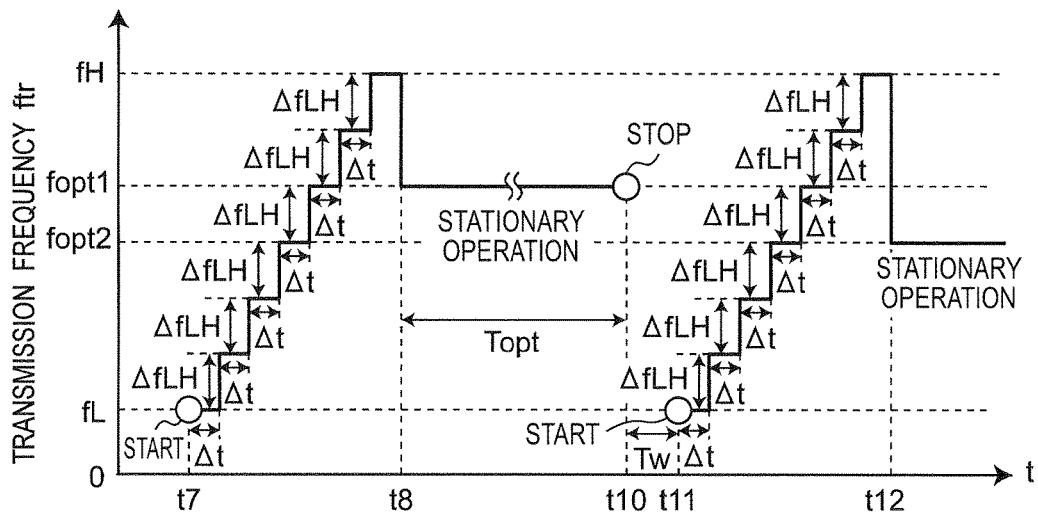 TRANSMISSION FREQUENCY ftr
fH
ΔfLH
ΔfLH
Δt
Δt
STOP
ΔfLH
ΔfLH
Δt
Δt
fopt1
ΔfLH
Δt
STATIONARY
OPERATION
ΔfLH
Δt
fopt2
ΔfLH
Δt
ΔfLH
Δt
STATIONARY
OPERATION
ΔfLH
Δt
Topt
ΔfLH
Δt
ΔfLH
Δt
ΔfLH
Δt
fL
START
Δt
START
Tw
Δt
0
t
t7
t8
t10
t11
t12